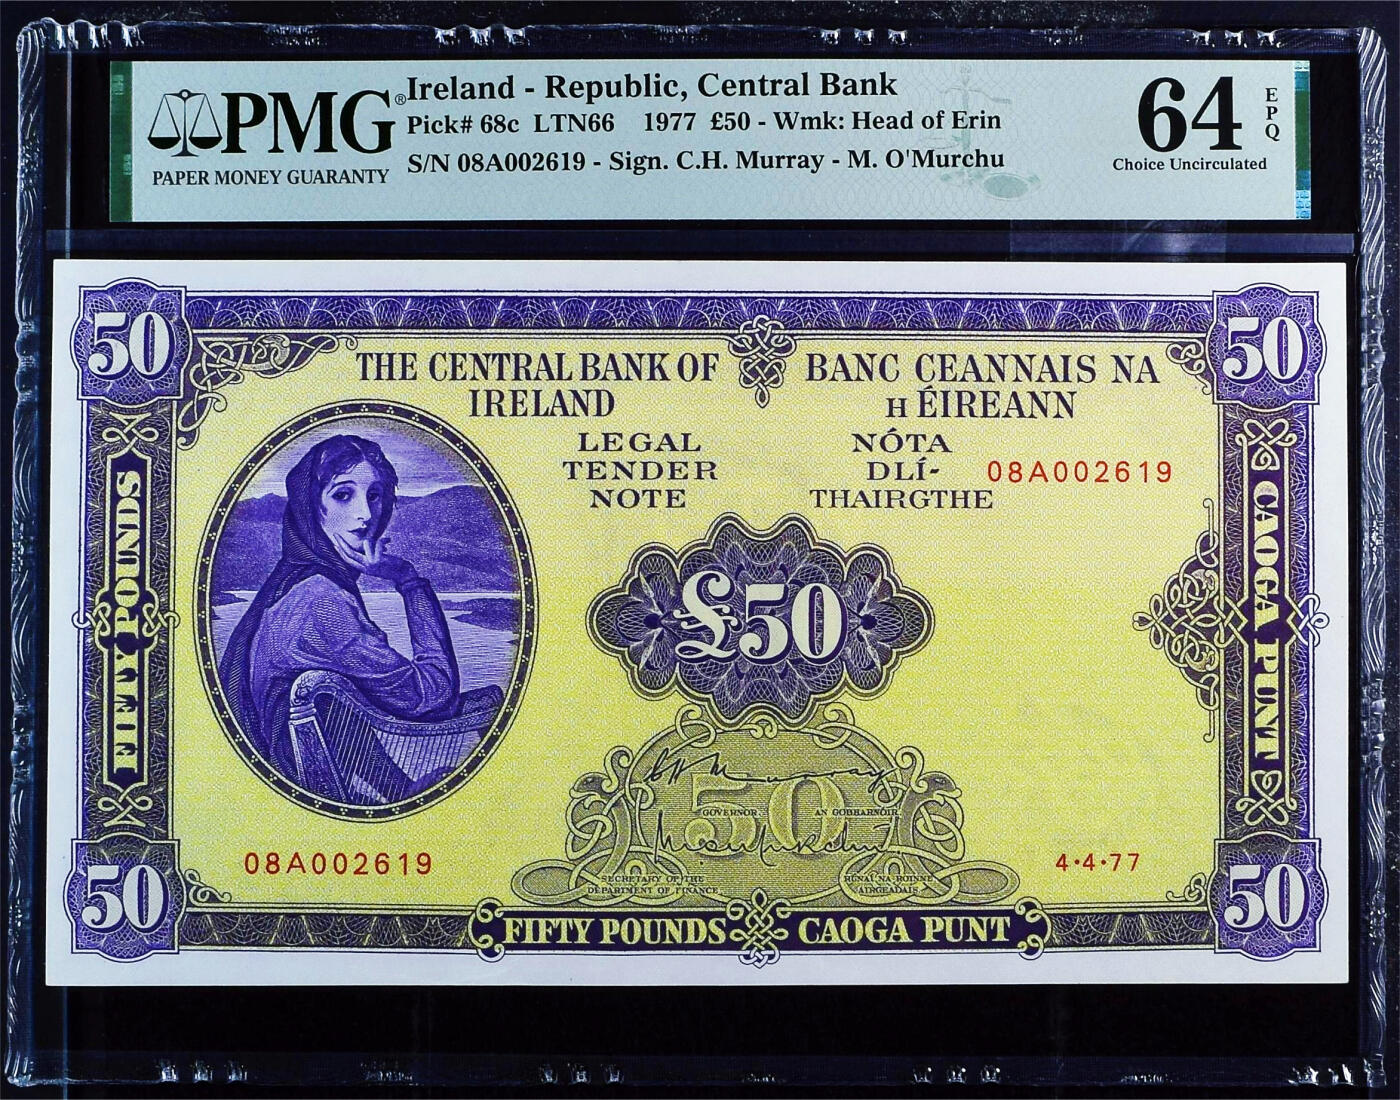 PMG®
PAPER MONEY GUARANTY
Ireland - Republic, Central Bank
Pick# 68c LTN66 1977 £50 - Wmk: Head of Erin
S/N 08A002619 - Sign. C.H. Murray - M. O'Murchu
64 EPQ
Choice Uncirculated
50
50
THE CENTRAL BANK OF
IRELAND
BANC CEANNAIS NA
H ÉIREANN
LEGAL
TENDER
NOTE
NÓTA
DLÍ-
THAIRGTHE
08A002619
FIFTY POUNDS
CAOGA PUNT
£50
50
GOVERNOR.
AN GOBHARNÓIR.
SECRETARY OF THE
DEPARTMENT OF FINANCE
RÚNAÍ NA ROINNE
AIRGEADAIS
08A002619
4·4·77
50
50
FIFTY POUNDS
CAOGA PUNT